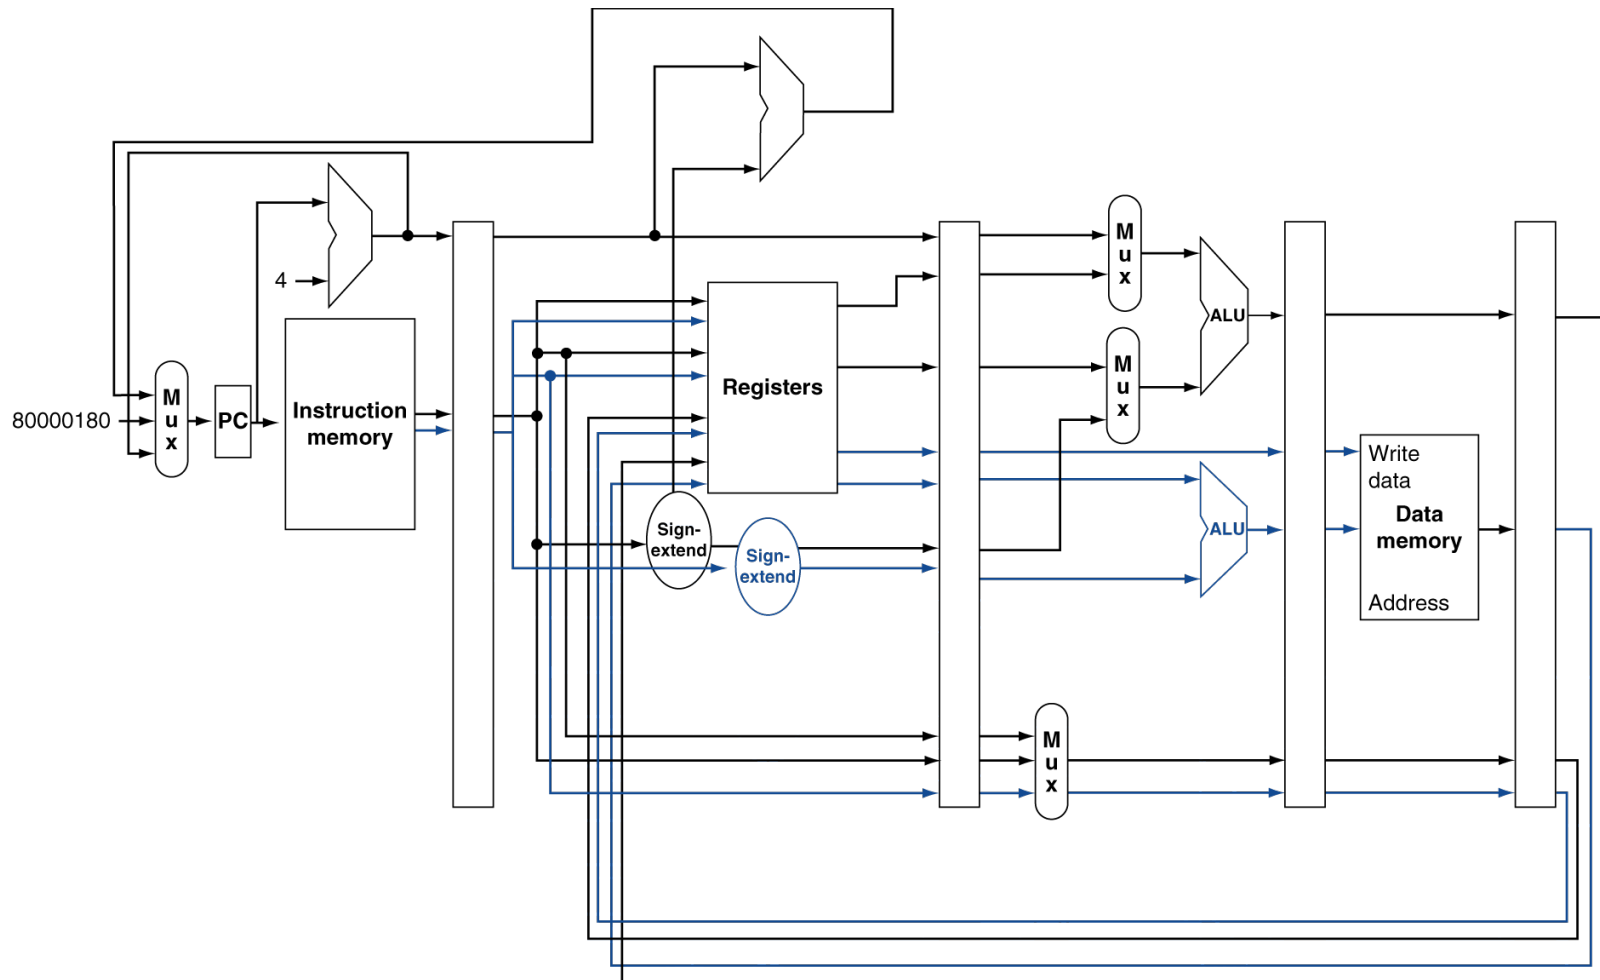 M
u
x
ALU
4
M
u
x
Registers
Instruction
memory
M
u
x
80000180
PC
Write
data
Data
memory
Address
Sign-
extend
Sign-
extend
ALU
M
u
x